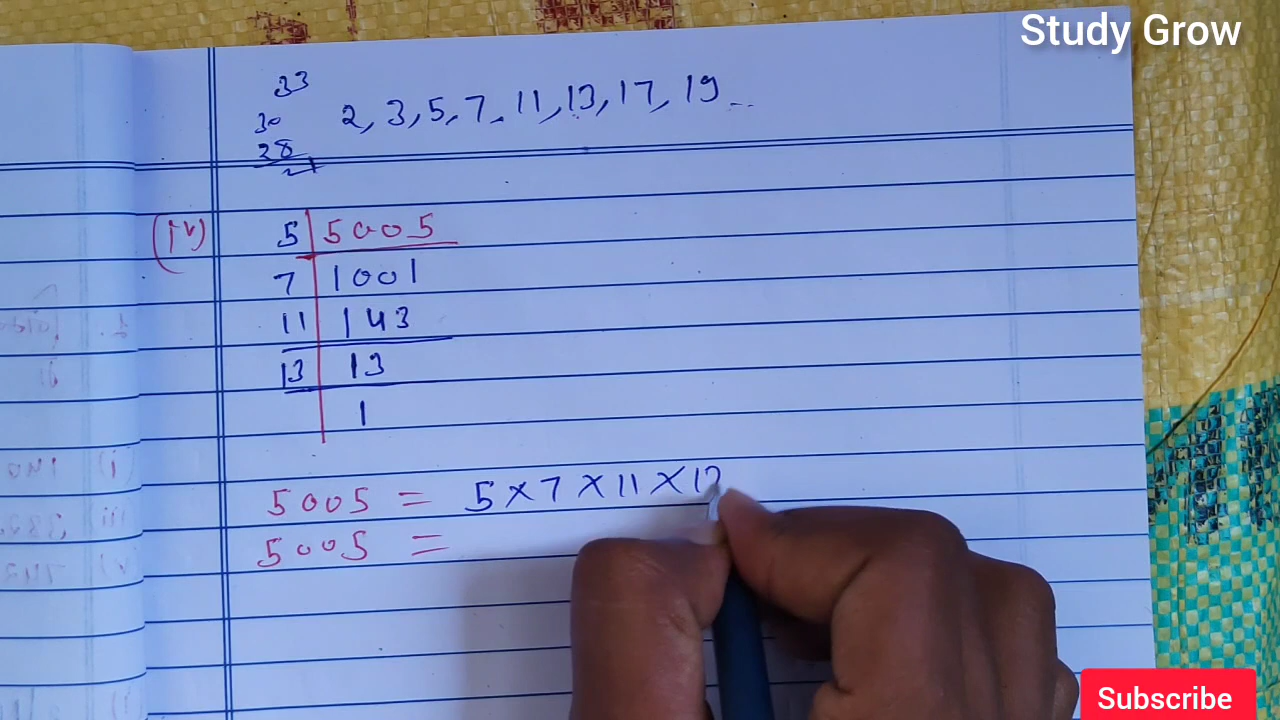 Study Grow
33
30
28
2, 3, 5, 7, 11, 13, 17, 19 ...
(iv) 5 | 5005
7 | 1001
11 | 143
13 | 13
1
5005 = 5 × 7 × 11 × 13
5005 =
Subscribe